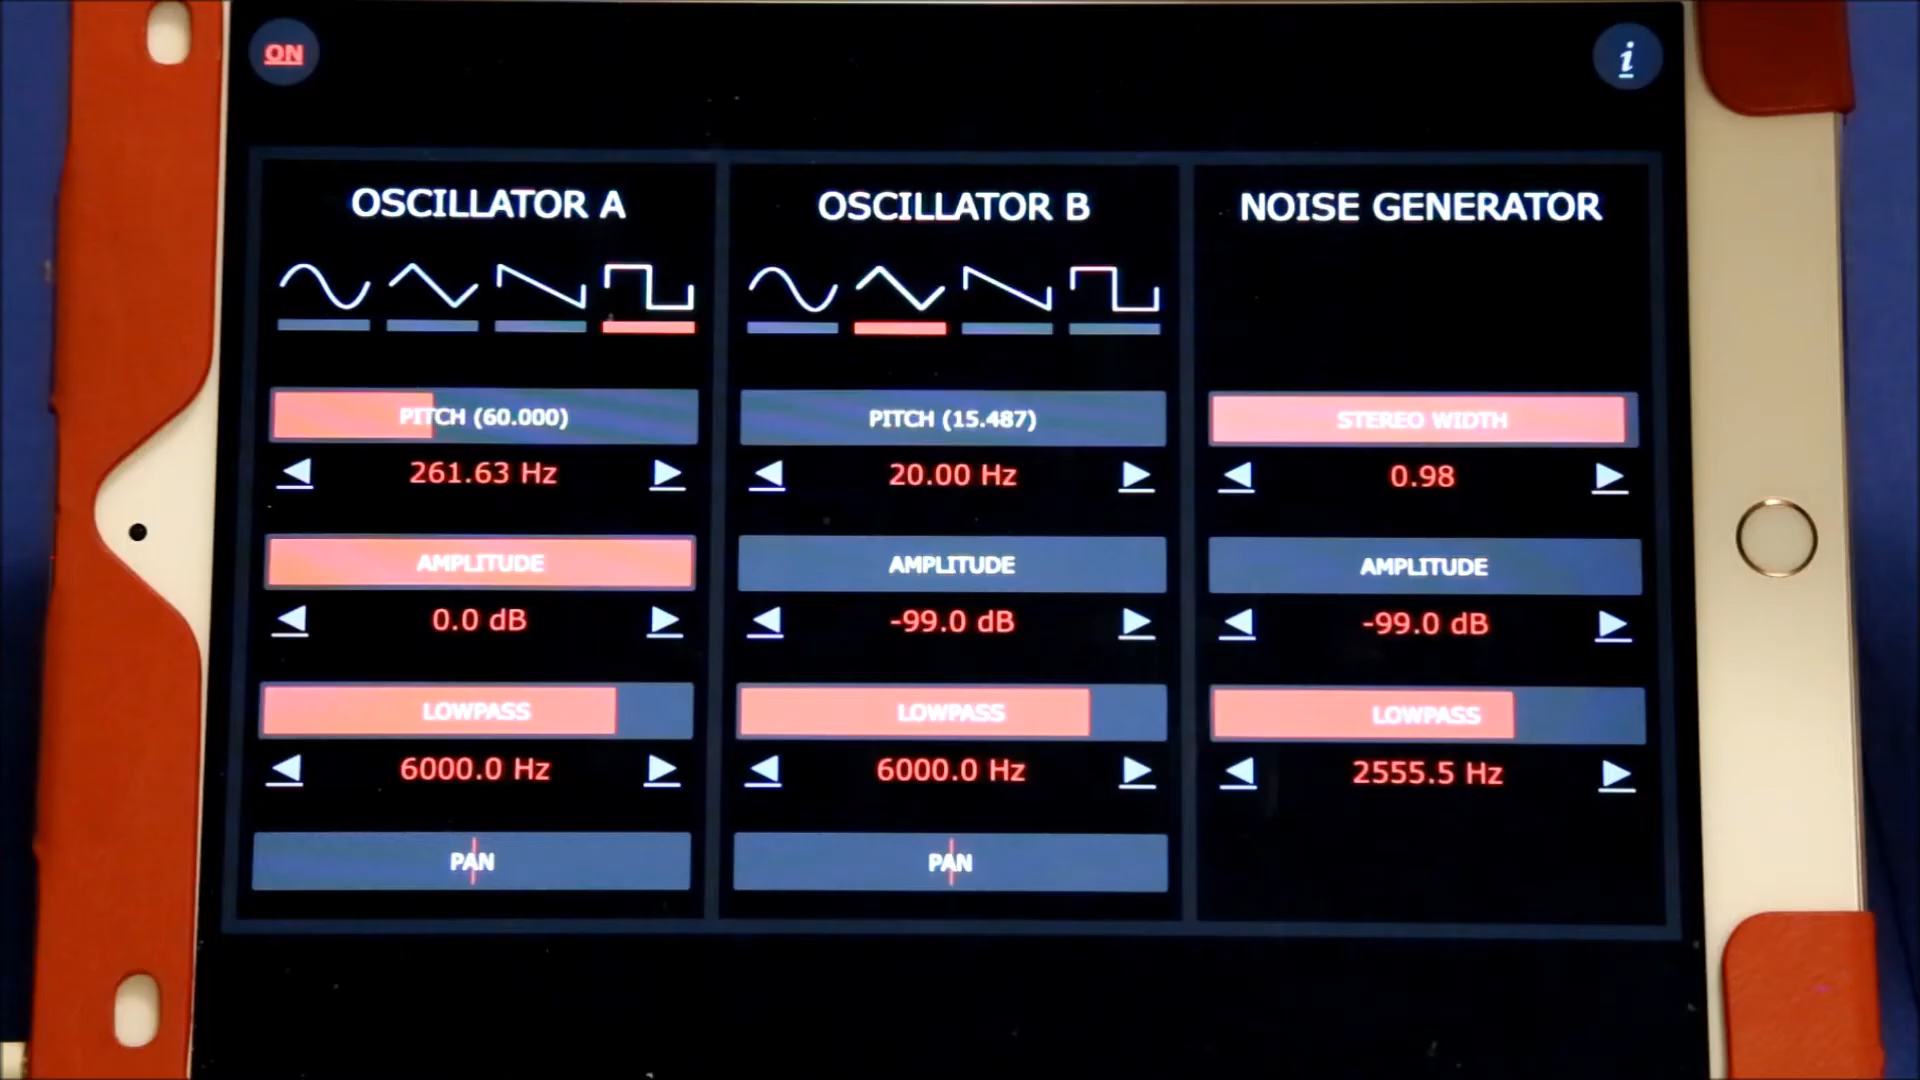 ON
i
OSCILLATOR A
PITCH (60.000)
261.63 Hz
AMPLITUDE
0.0 dB
LOWPASS
6000.0 Hz
PAN
OSCILLATOR B
PITCH (15.487)
20.00 Hz
AMPLITUDE
-99.0 dB
LOWPASS
6000.0 Hz
PAN
NOISE GENERATOR
STEREO WIDTH
0.98
AMPLITUDE
-99.0 dB
LOWPASS
2555.5 Hz